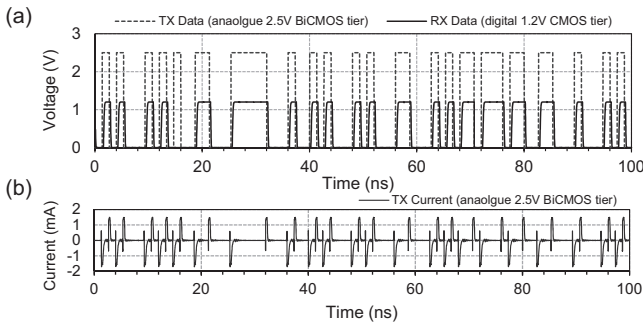 (a)
TX Data (anaolgue 2.5V BiCMOS tier)
RX Data (digital 1.2V CMOS tier)
3
2
1
0
Voltage (V)
0
20
40
60
80
100
Time (ns)
(b)
TX Current (anaolgue 2.5V BiCMOS tier)
2
1
0
-1
-2
Current (mA)
0
20
40
60
80
100
Time (ns)